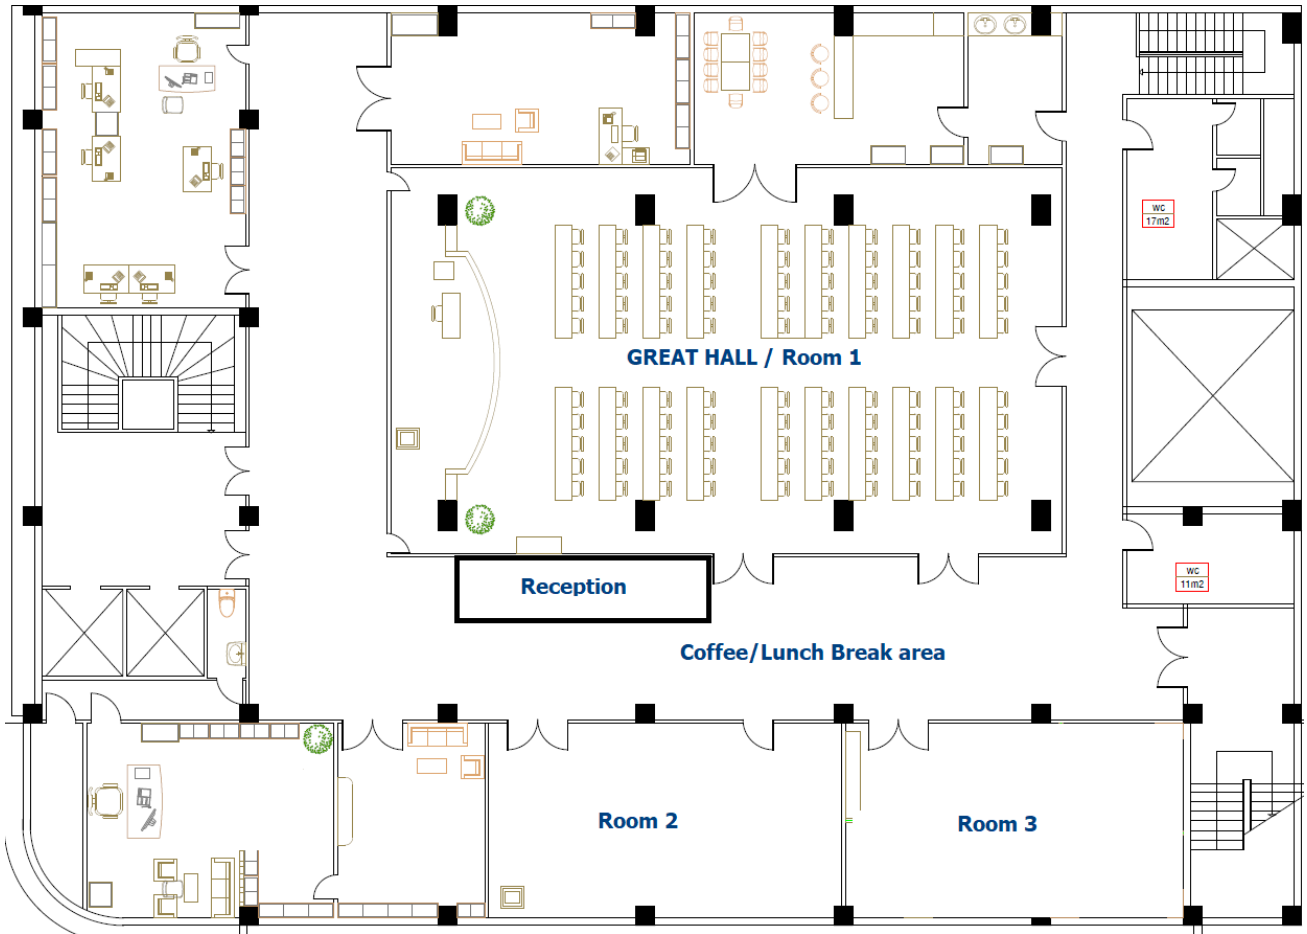 wc
17m2
GREAT HALL / Room 1
Reception
wc
11m2
Coffee/Lunch Break area
Room 2
Room 3